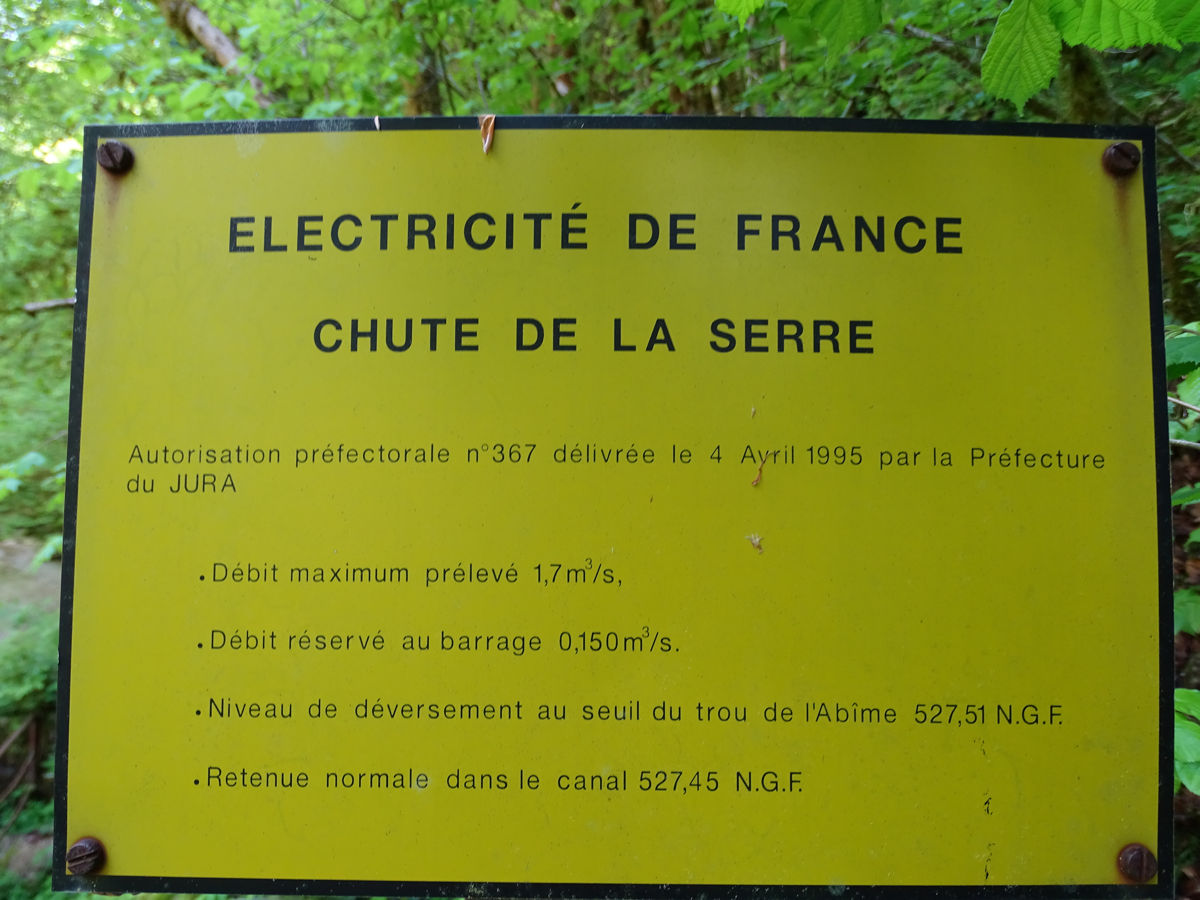 ELECTRICITÉ DE FRANCE
CHUTE DE LA SERRE
Autorisation préfectorale n°367 délivrée le 4 Avril 1995 par la Préfecture
du JURA
.Débit maximum prélevé 1,7m³/s,
.Débit réservé au barrage 0,150m³/s.
.Niveau de déversement au seuil du trou de l'Abîme 527,51 N.G.F.
.Retenue normale dans le canal 527,45 N.G.F.